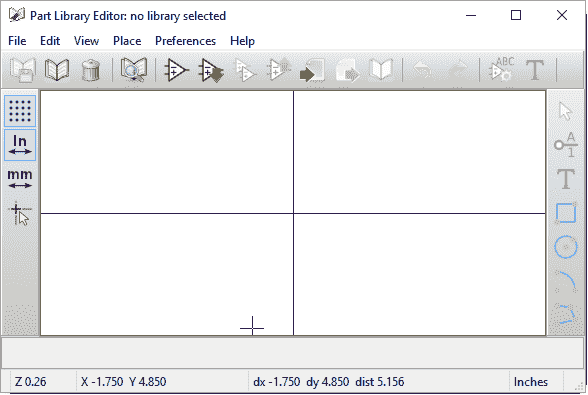 Part Library Editor: no library selected
File Edit View Place Preferences Help
ABC
T
In
mm
A
1
T
Z 0.26 X -1.750 Y 4.850 dx -1.750 dy 4.850 dist 5.156 Inches